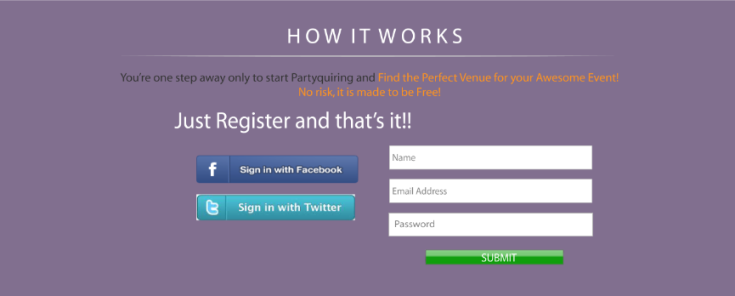 HOW IT WORKS
You're one step away only to start Partyquiring and Find the Perfect Venue for your Awesome Event!
No risk, it is made to be Free!
Just Register and that's it!!
f Sign in with Facebook
Sign in with Twitter
Name
Email Address
Password
SUBMIT